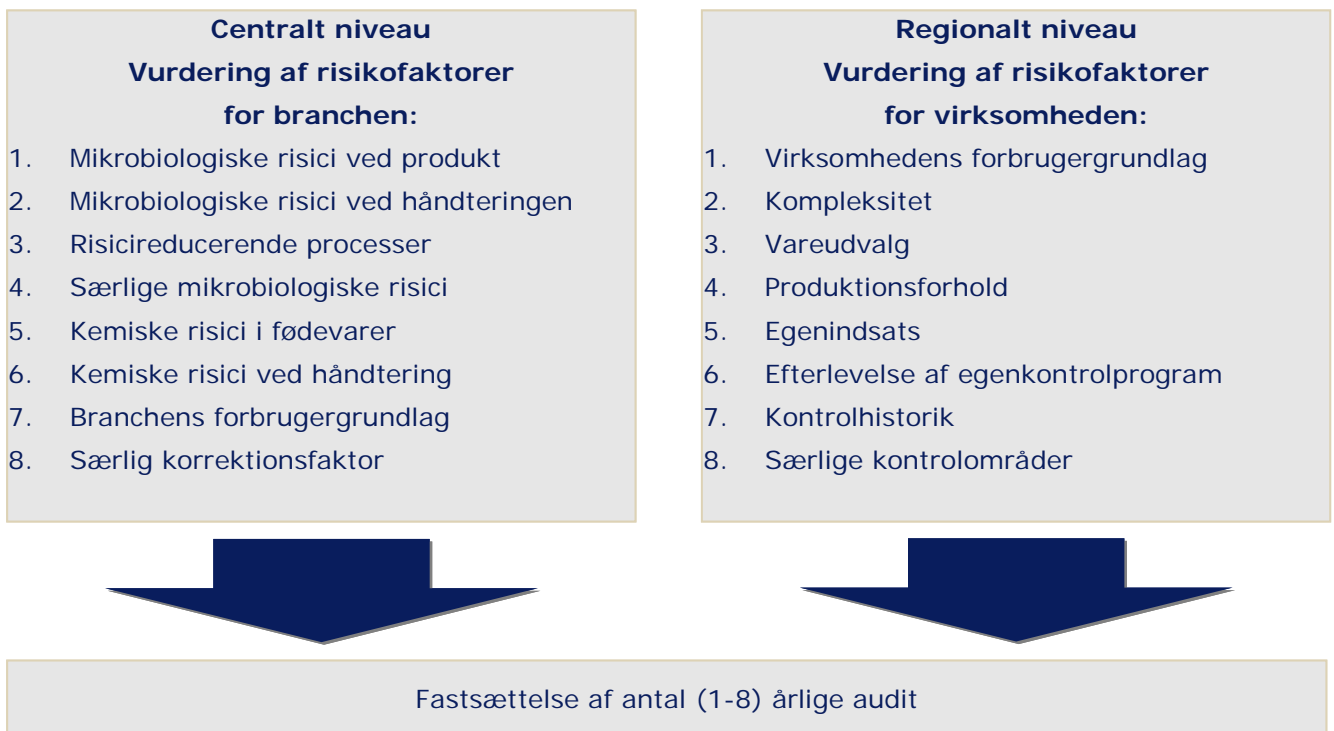 Centralt niveau
Vurdering af risikofaktorer
for branchen:
1. Mikrobiologiske risici ved produkt
2. Mikrobiologiske risici ved håndteringen
3. Risicireducerende processer
4. Særlige mikrobiologiske risici
5. Kemiske risici i fødevarer
6. Kemiske risici ved håndtering
7. Branchens forbrugergrundlag
8. Særlig korrektionsfaktor
Regionalt niveau
Vurdering af risikofaktorer
for virksomheden:
1. Virksomhedens forbrugergrundlag
2. Kompleksitet
3. Vareudvalg
4. Produktionsforhold
5. Egenindsats
6. Efterlevelse af egenkontrolprogram
7. Kontrolhistorik
8. Særlige kontrolområder
Fastsættelse af antal (1-8) årlige audit